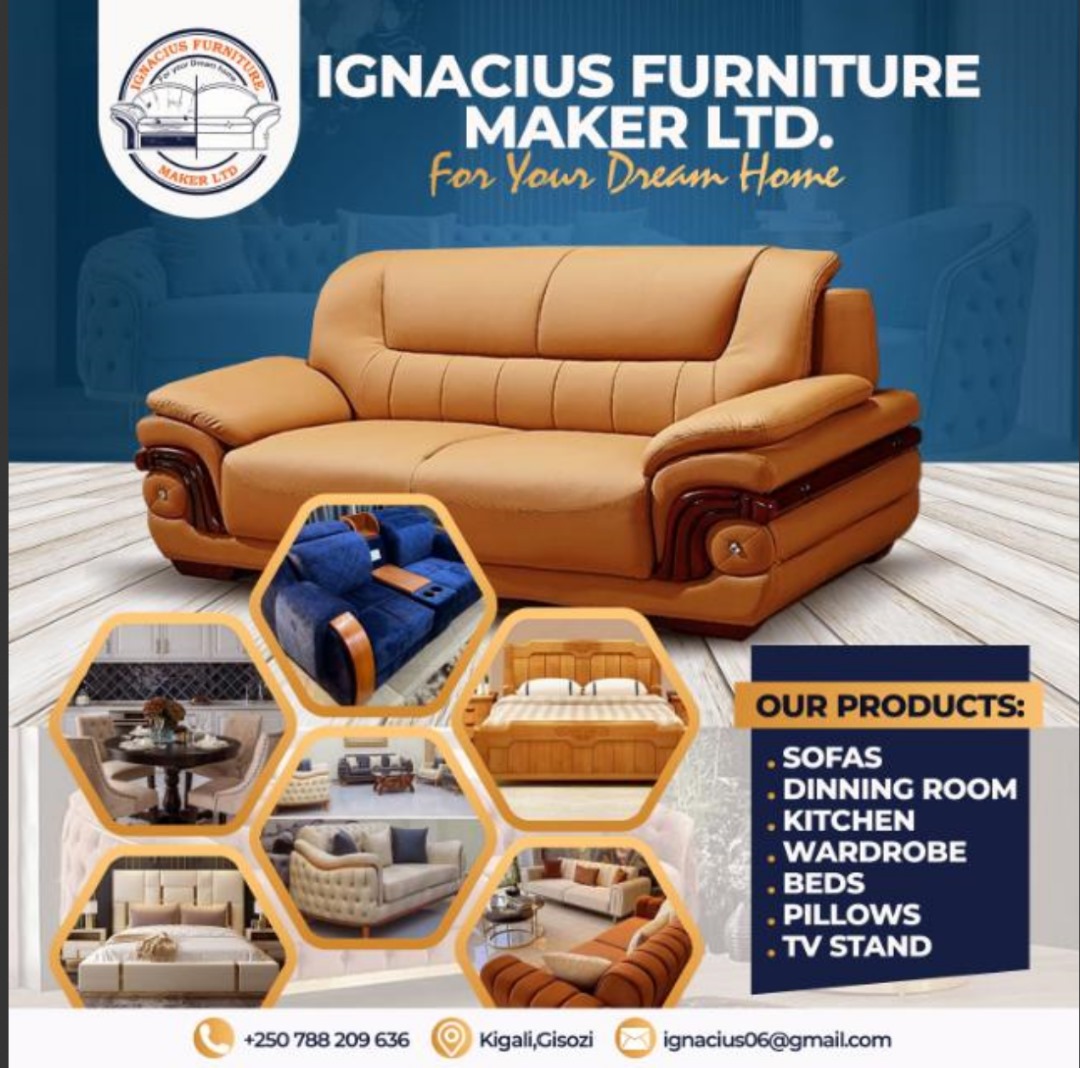 IGNACIUS FURNITURE
For your Dream home
MAKER LTD
IGNACIUS FURNITURE
MAKER LTD.
For Your Dream Home
OUR PRODUCTS:
. SOFAS
. DINNING ROOM
. KITCHEN
. WARDROBE
. BEDS
. PILLOWS
. TV STAND
+250 788 209 636 Kigali,Gisozi ignacius06@gmail.com